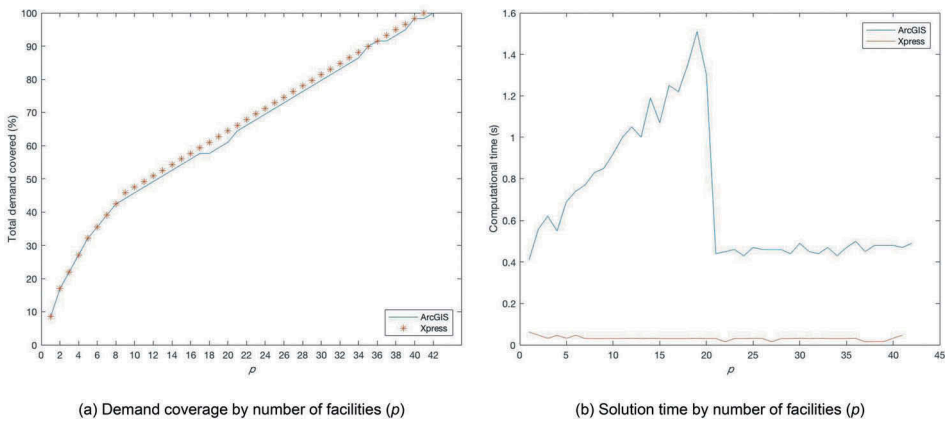 100
90
80
70
60
50
40
30
20
10
0
Total demand covered (%)
0 2 4 6 8 10 12 14 16 18 20 22 24 26 28 30 32 34 36 38 40 42
p
ArcGIS
Xpress
(a) Demand coverage by number of facilities (p)
1.6
1.4
1.2
1
0.8
0.6
0.4
0.2
0
Computational time (s)
0 5 10 15 20 25 30 35 40 45
p
ArcGIS
Xpress
(b) Solution time by number of facilities (p)